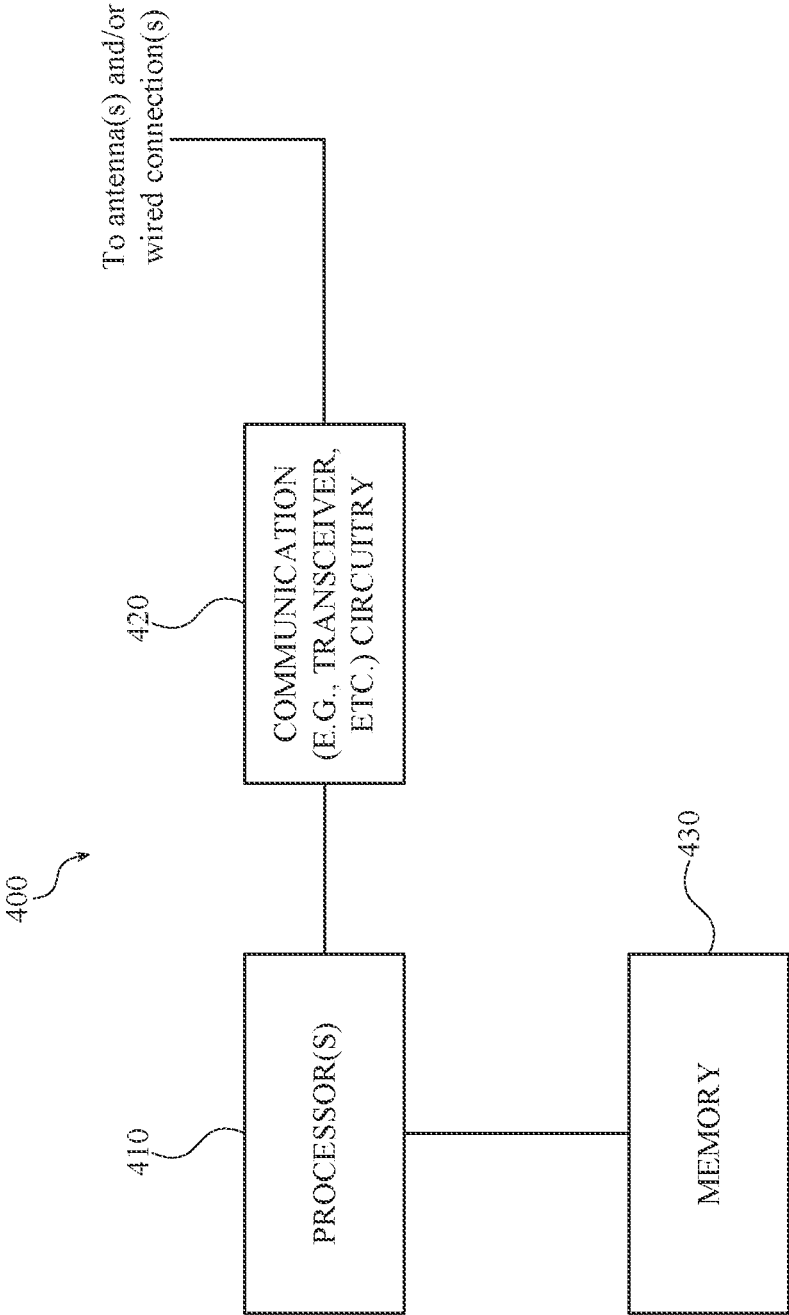 400
To antenna(s) and/or
wired connection(s)
410
420
PROCESSOR(S)
COMMUNICATION
(E.G., TRANSCEIVER,
ETC.) CIRCUITRY
430
MEMORY